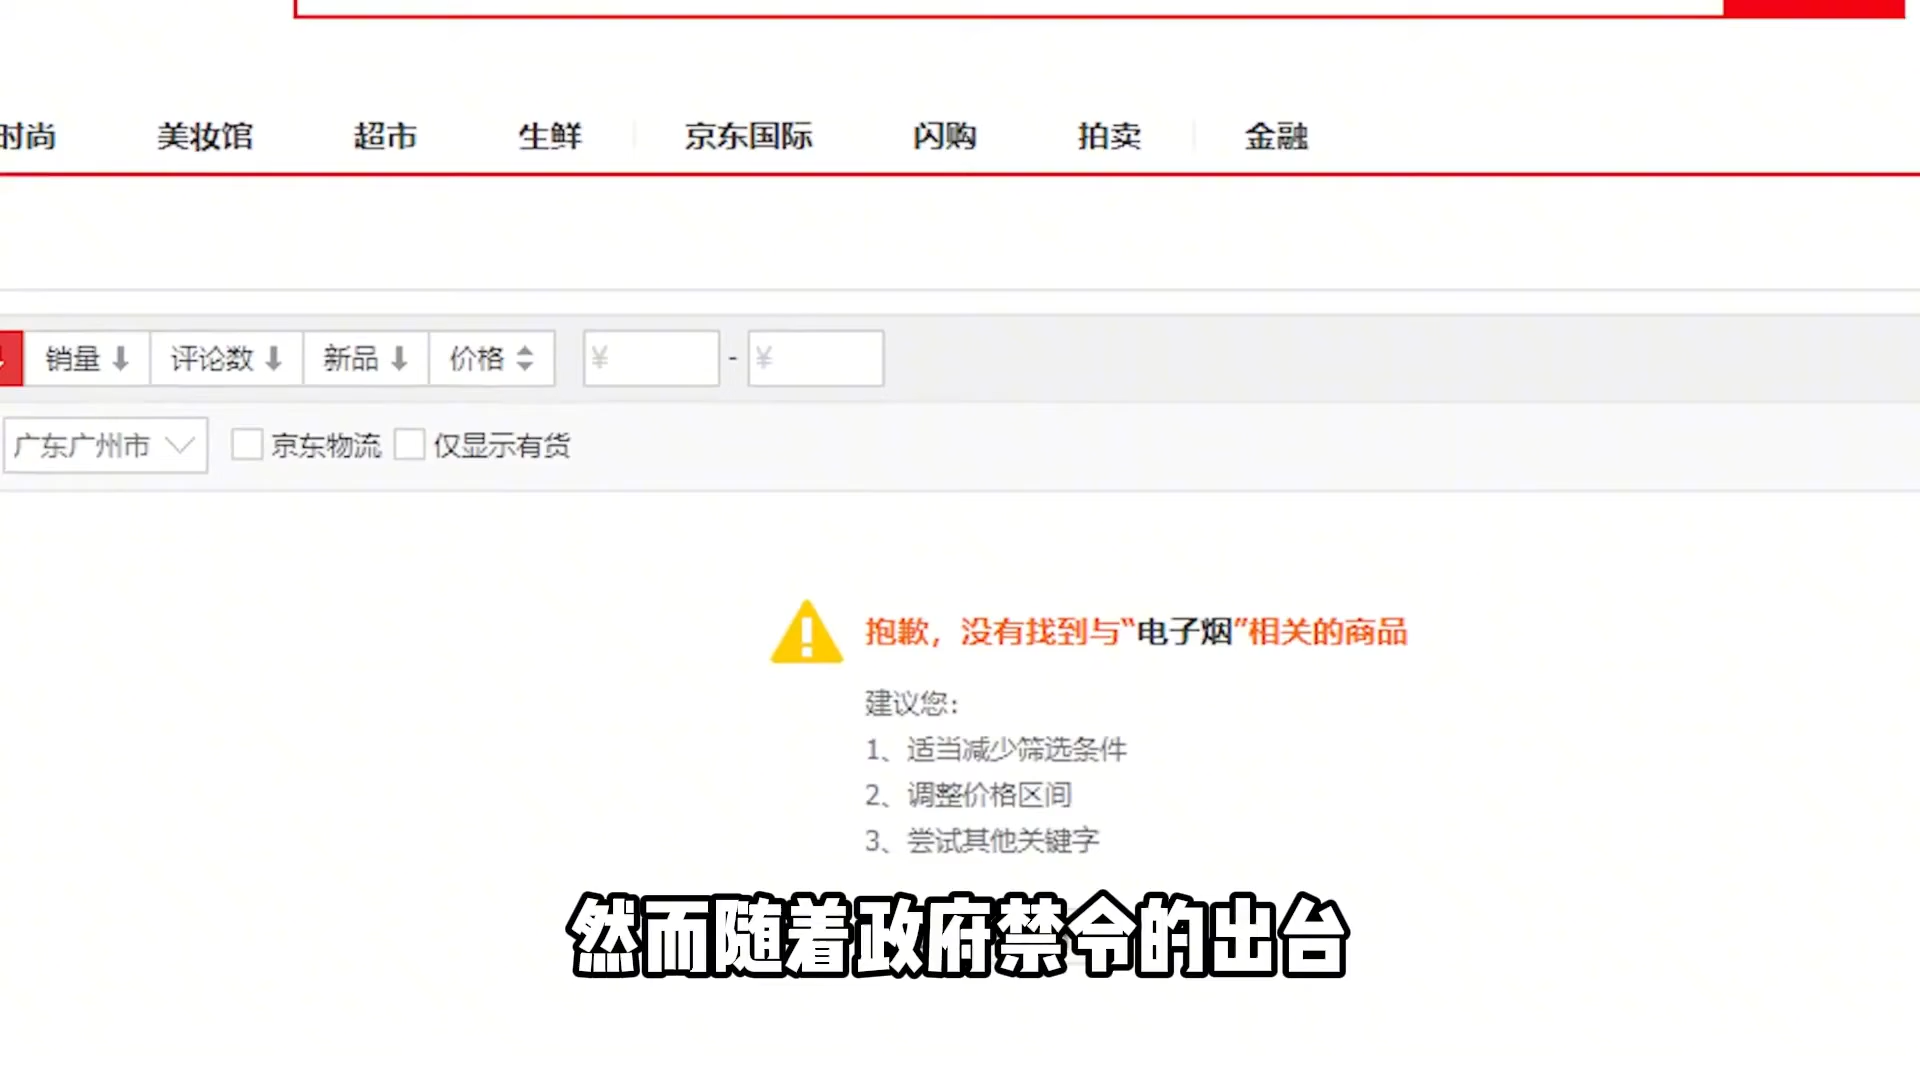 时尚 美妆馆 超市 生鲜 京东国际 闪购 拍卖 金融
销量 评论数 新品 价格 ¥ - ¥
广东广州市 京东物流 仅显示有货
抱歉，没有找到与“电子烟”相关的商品
建议您：
1、适当减少筛选条件
2、调整价格区间
3、尝试其他关键字
然而随着政府禁令的出台